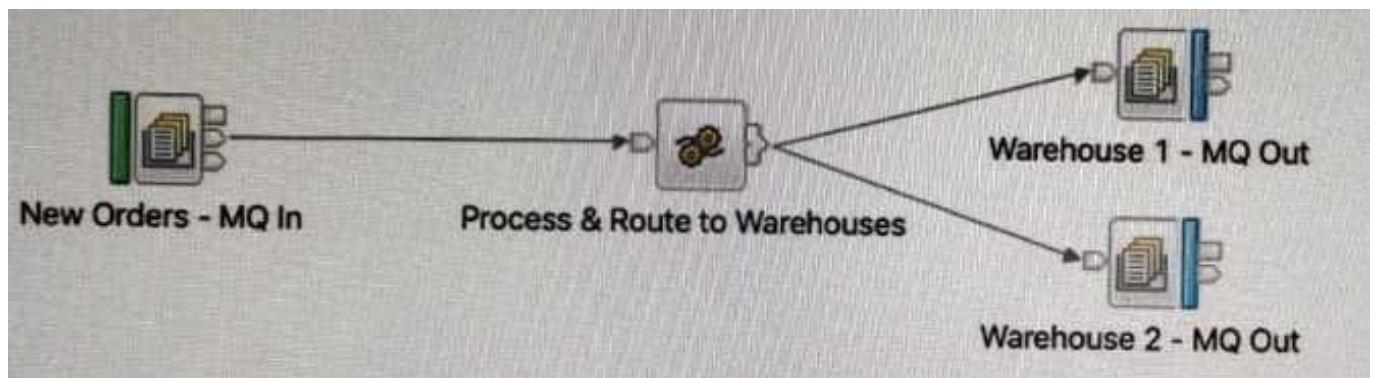 Warehouse 1 - MQ Out
New Orders - MQ In
Process & Route to Warehouses
Warehouse 2 - MQ Out